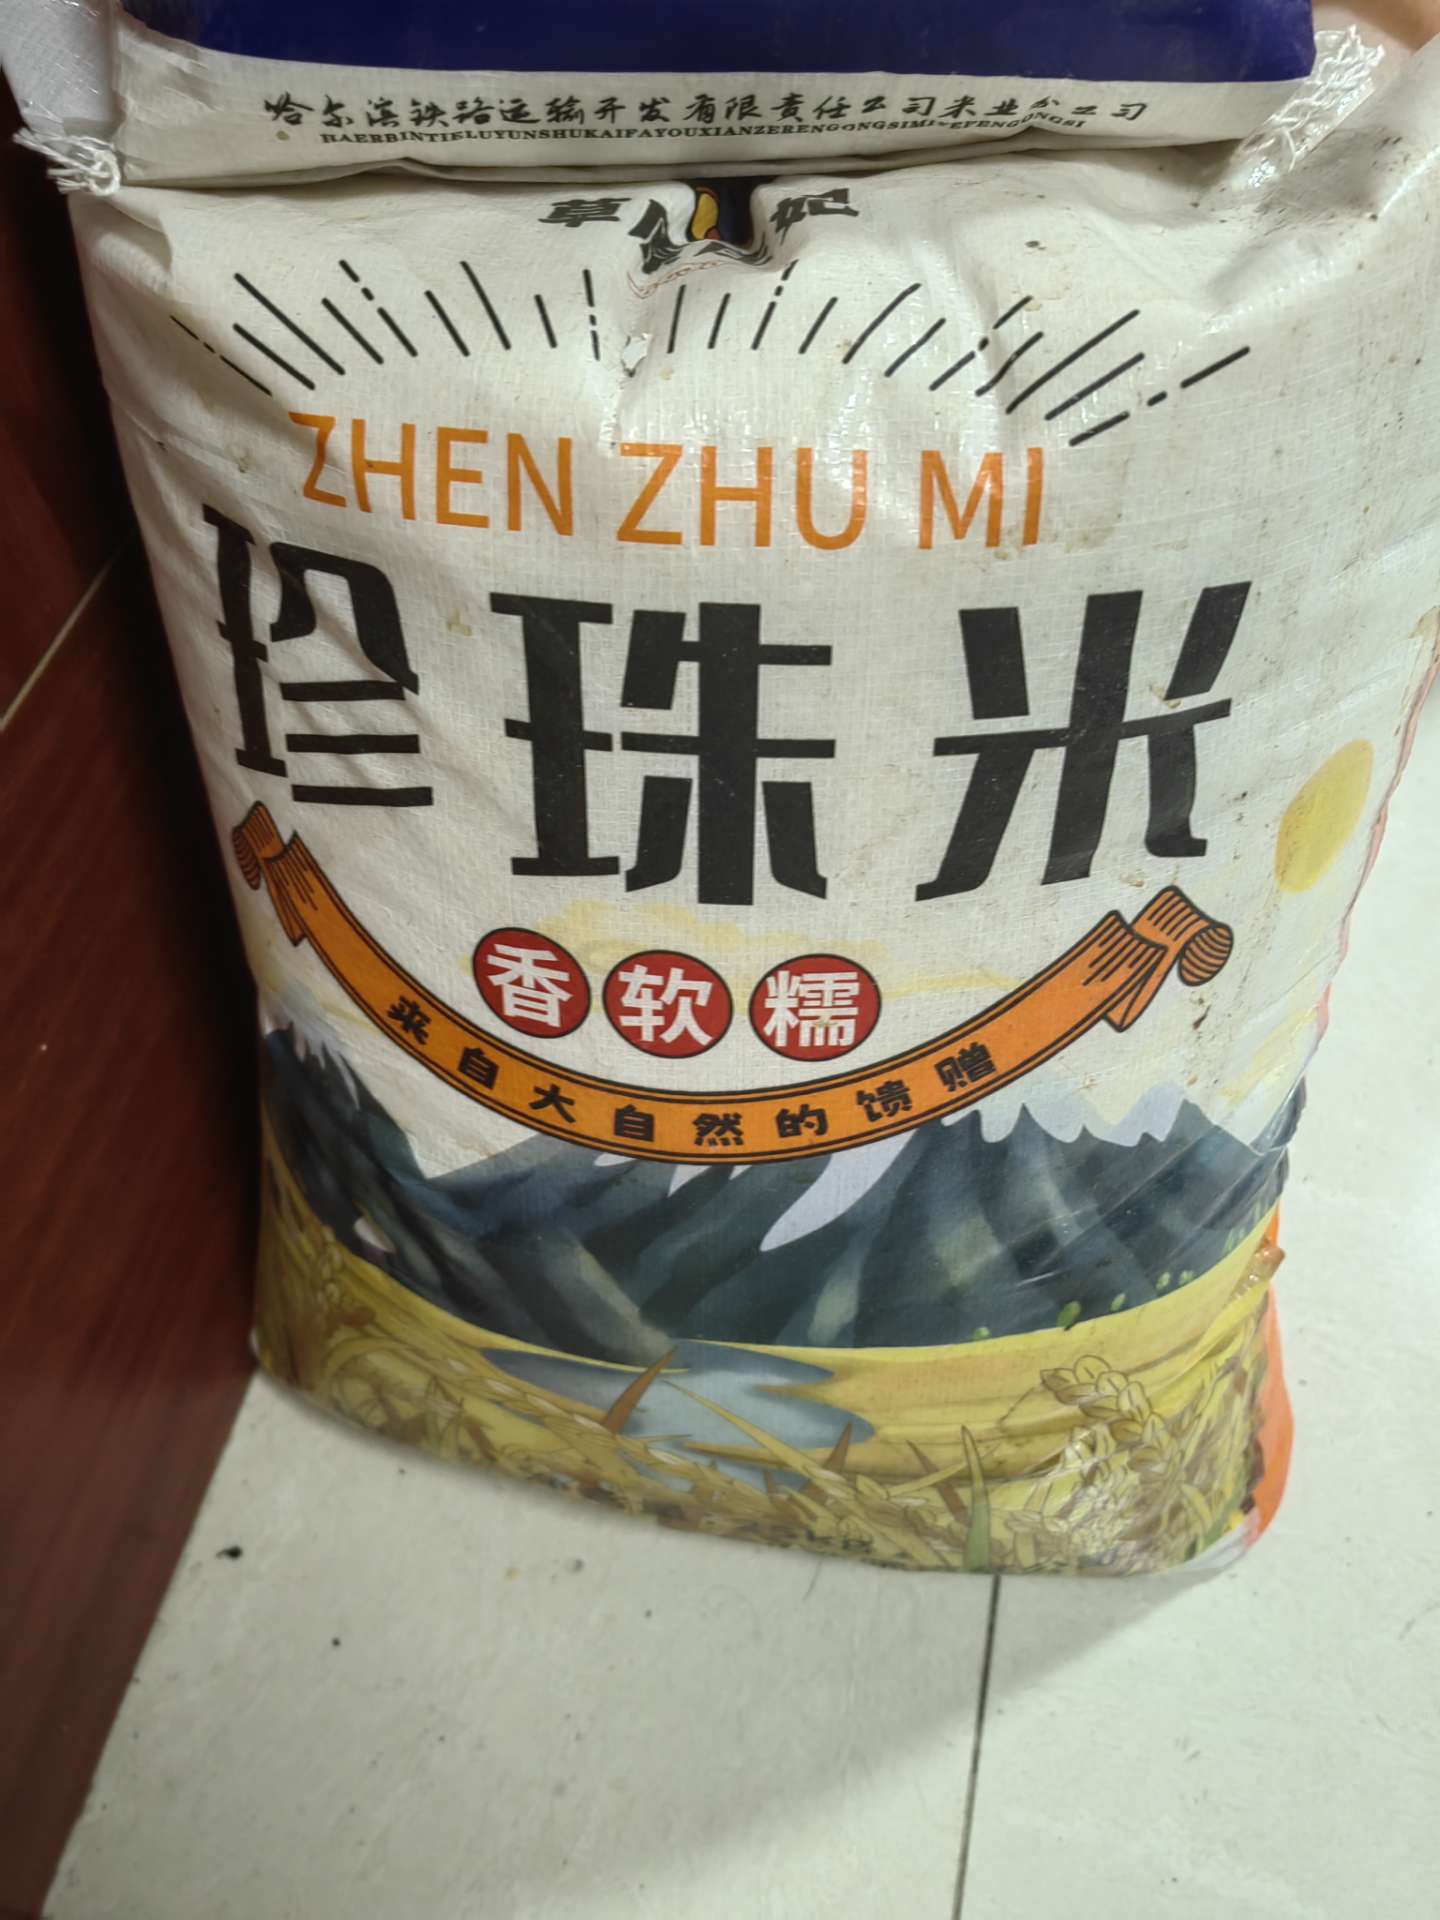 哈尔滨铁路运输开发有限责任公司米业分公司
HAERBINTIELUYUNSHUKAIFAYOUXIANZERENGONGSIMIYEFENGONGSI
草 妃
ZHEN ZHU MI
珍珠米
香软糯
来自大自然的馈赠